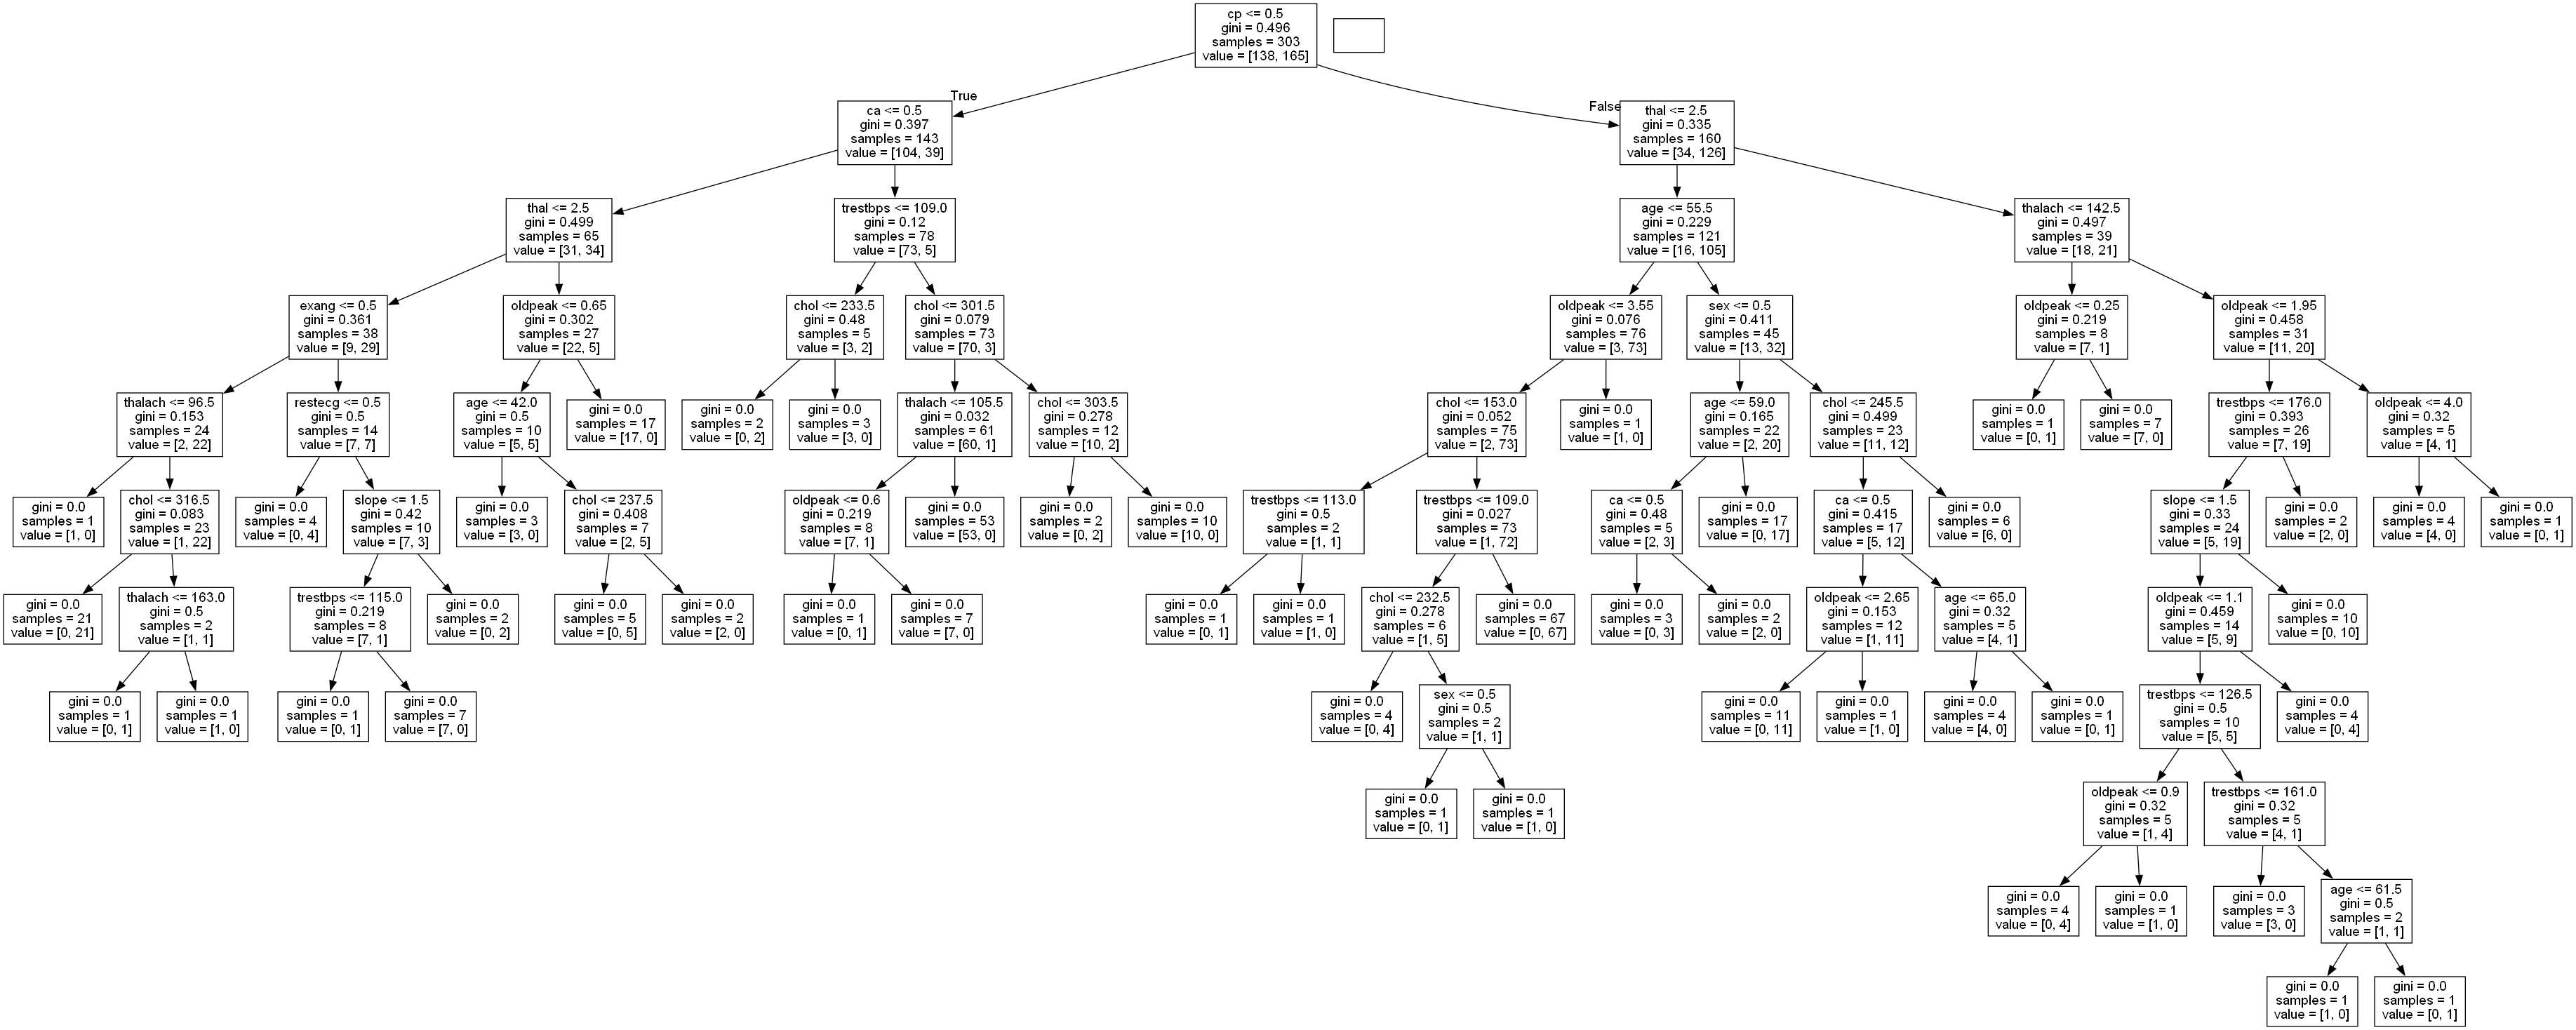 cp <= 0.5
gini = 0.496
samples = 303
value = [138, 165]
True
False
ca <= 0.5
gini = 0.397
samples = 143
value = [104, 39]
thal <= 2.5
gini = 0.335
samples = 160
value = [34, 126]
thal <= 2.5
gini = 0.499
samples = 65
value = [31, 34]
trestbps <= 109.0
gini = 0.12
samples = 78
value = [73, 5]
age <= 55.5
gini = 0.229
samples = 121
value = [16, 105]
thalach <= 142.5
gini = 0.497
samples = 39
value = [18, 21]
exang <= 0.5
gini = 0.361
samples = 38
value = [9, 29]
oldpeak <= 0.65
gini = 0.302
samples = 27
value = [22, 5]
chol <= 233.5
gini = 0.48
samples = 5
value = [3, 2]
chol <= 301.5
gini = 0.079
samples = 73
value = [70, 3]
oldpeak <= 3.55
gini = 0.076
samples = 76
value = [3, 73]
sex <= 0.5
gini = 0.411
samples = 45
value = [13, 32]
oldpeak <= 0.25
gini = 0.219
samples = 8
value = [7, 1]
oldpeak <= 1.95
gini = 0.458
samples = 31
value = [11, 20]
thalach <= 96.5
gini = 0.153
samples = 24
value = [2, 22]
restecg <= 0.5
gini = 0.5
samples = 14
value = [7, 7]
age <= 42.0
gini = 0.5
samples = 10
value = [5, 5]
gini = 0.0
samples = 17
value = [17, 0]
gini = 0.0
samples = 2
value = [0, 2]
gini = 0.0
samples = 3
value = [3, 0]
thalach <= 105.5
gini = 0.032
samples = 61
value = [60, 1]
chol <= 303.5
gini = 0.278
samples = 12
value = [10, 2]
chol <= 153.0
gini = 0.052
samples = 75
value = [2, 73]
gini = 0.0
samples = 1
value = [1, 0]
age <= 59.0
gini = 0.165
samples = 22
value = [2, 20]
chol <= 245.5
gini = 0.499
samples = 23
value = [11, 12]
gini = 0.0
samples = 1
value = [0, 1]
gini = 0.0
samples = 7
value = [7, 0]
trestbps <= 176.0
gini = 0.393
samples = 26
value = [7, 19]
oldpeak <= 4.0
gini = 0.32
samples = 5
value = [4, 1]
gini = 0.0
samples = 1
value = [1, 0]
chol <= 316.5
gini = 0.083
samples = 23
value = [1, 22]
gini = 0.0
samples = 4
value = [0, 4]
slope <= 1.5
gini = 0.42
samples = 10
value = [7, 3]
gini = 0.0
samples = 3
value = [3, 0]
chol <= 237.5
gini = 0.408
samples = 7
value = [2, 5]
oldpeak <= 0.6
gini = 0.219
samples = 8
value = [7, 1]
gini = 0.0
samples = 53
value = [53, 0]
gini = 0.0
samples = 2
value = [0, 2]
gini = 0.0
samples = 10
value = [10, 0]
trestbps <= 113.0
gini = 0.5
samples = 2
value = [1, 1]
trestbps <= 109.0
gini = 0.027
samples = 73
value = [1, 72]
ca <= 0.5
gini = 0.48
samples = 5
value = [2, 3]
gini = 0.0
samples = 17
value = [0, 17]
ca <= 0.5
gini = 0.415
samples = 17
value = [5, 12]
gini = 0.0
samples = 6
value = [6, 0]
slope <= 1.5
gini = 0.33
samples = 24
value = [5, 19]
gini = 0.0
samples = 2
value = [2, 0]
gini = 0.0
samples = 4
value = [4, 0]
gini = 0.0
samples = 1
value = [0, 1]
gini = 0.0
samples = 21
value = [0, 21]
thalach <= 163.0
gini = 0.5
samples = 2
value = [1, 1]
trestbps <= 115.0
gini = 0.219
samples = 8
value = [7, 1]
gini = 0.0
samples = 2
value = [0, 2]
gini = 0.0
samples = 5
value = [0, 5]
gini = 0.0
samples = 2
value = [2, 0]
gini = 0.0
samples = 1
value = [0, 1]
gini = 0.0
samples = 7
value = [7, 0]
gini = 0.0
samples = 1
value = [0, 1]
gini = 0.0
samples = 1
value = [1, 0]
chol <= 232.5
gini = 0.278
samples = 6
value = [1, 5]
gini = 0.0
samples = 67
value = [0, 67]
gini = 0.0
samples = 3
value = [0, 3]
gini = 0.0
samples = 2
value = [2, 0]
oldpeak <= 2.65
gini = 0.153
samples = 12
value = [1, 11]
age <= 65.0
gini = 0.32
samples = 5
value = [4, 1]
oldpeak <= 1.1
gini = 0.459
samples = 14
value = [5, 9]
gini = 0.0
samples = 10
value = [0, 10]
gini = 0.0
samples = 1
value = [0, 1]
gini = 0.0
samples = 1
value = [1, 0]
gini = 0.0
samples = 1
value = [0, 1]
gini = 0.0
samples = 7
value = [7, 0]
gini = 0.0
samples = 4
value = [0, 4]
sex <= 0.5
gini = 0.5
samples = 2
value = [1, 1]
gini = 0.0
samples = 11
value = [0, 11]
gini = 0.0
samples = 1
value = [1, 0]
gini = 0.0
samples = 4
value = [4, 0]
gini = 0.0
samples = 1
value = [0, 1]
trestbps <= 126.5
gini = 0.5
samples = 10
value = [5, 5]
gini = 0.0
samples = 4
value = [0, 4]
gini = 0.0
samples = 1
value = [0, 1]
gini = 0.0
samples = 1
value = [1, 0]
oldpeak <= 0.9
gini = 0.32
samples = 5
value = [1, 4]
trestbps <= 161.0
gini = 0.32
samples = 5
value = [4, 1]
gini = 0.0
samples = 4
value = [0, 4]
gini = 0.0
samples = 1
value = [1, 0]
gini = 0.0
samples = 3
value = [3, 0]
age <= 61.5
gini = 0.5
samples = 2
value = [1, 1]
gini = 0.0
samples = 1
value = [1, 0]
gini = 0.0
samples = 1
value = [0, 1]